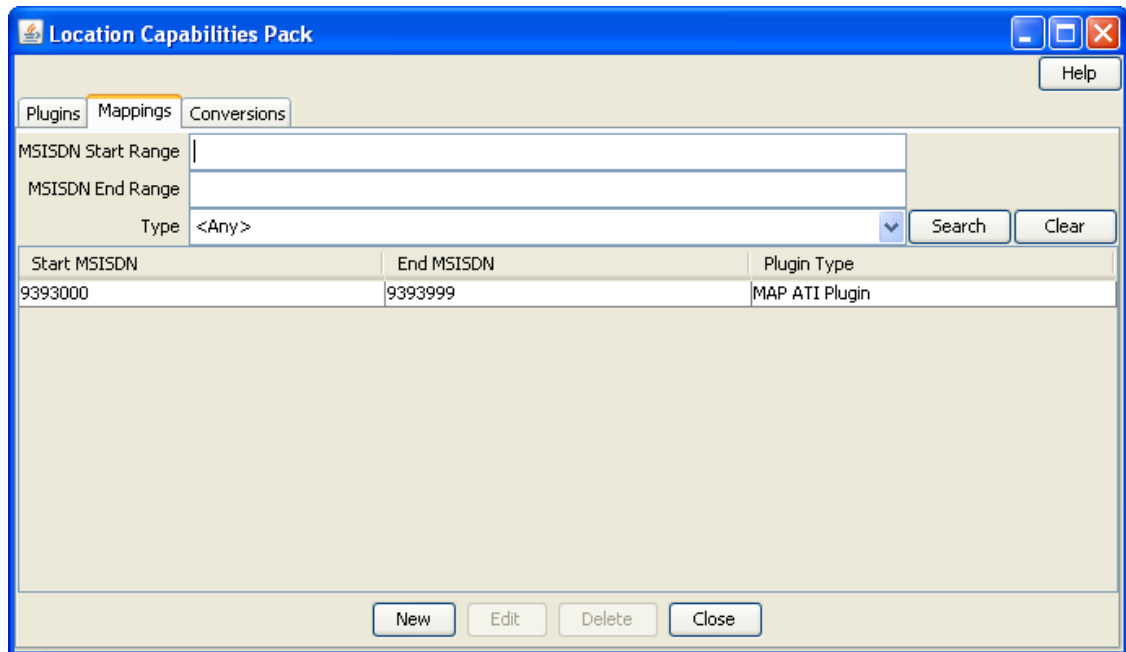 Location Capabilities Pack
Help
Plugins Mappings Conversions
MSISDN Start Range
MSISDN End Range
Type <Any> Search Clear
Start MSISDN End MSISDN Plugin Type
9393000 9393999 MAP ATI Plugin
New Edit Delete Close